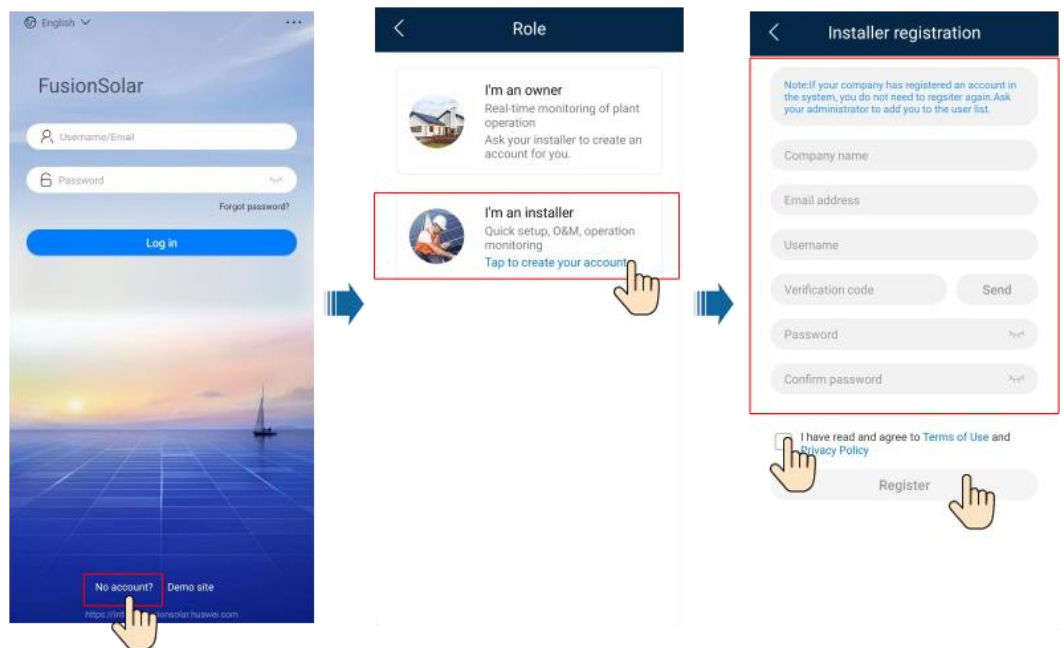 English
FusionSolar
Username/Email
Password
Forgot password?
Log in
No account? Demo site
Role
I'm an owner
Real-time monitoring of plant
operation
Ask your installer to create an
account for you.
I'm an installer
Quick setup, O&M, operation
monitoring
Tap to create your account
Installer registration
Note:If your company has registered an account in
the system, you do not need to regsiter again.Ask
your administrator to add you to the user list.
Company name
Email address
Username
Verification code Send
Password
Confirm password
I have read and agree to Terms of Use and
Privacy Policy
Register